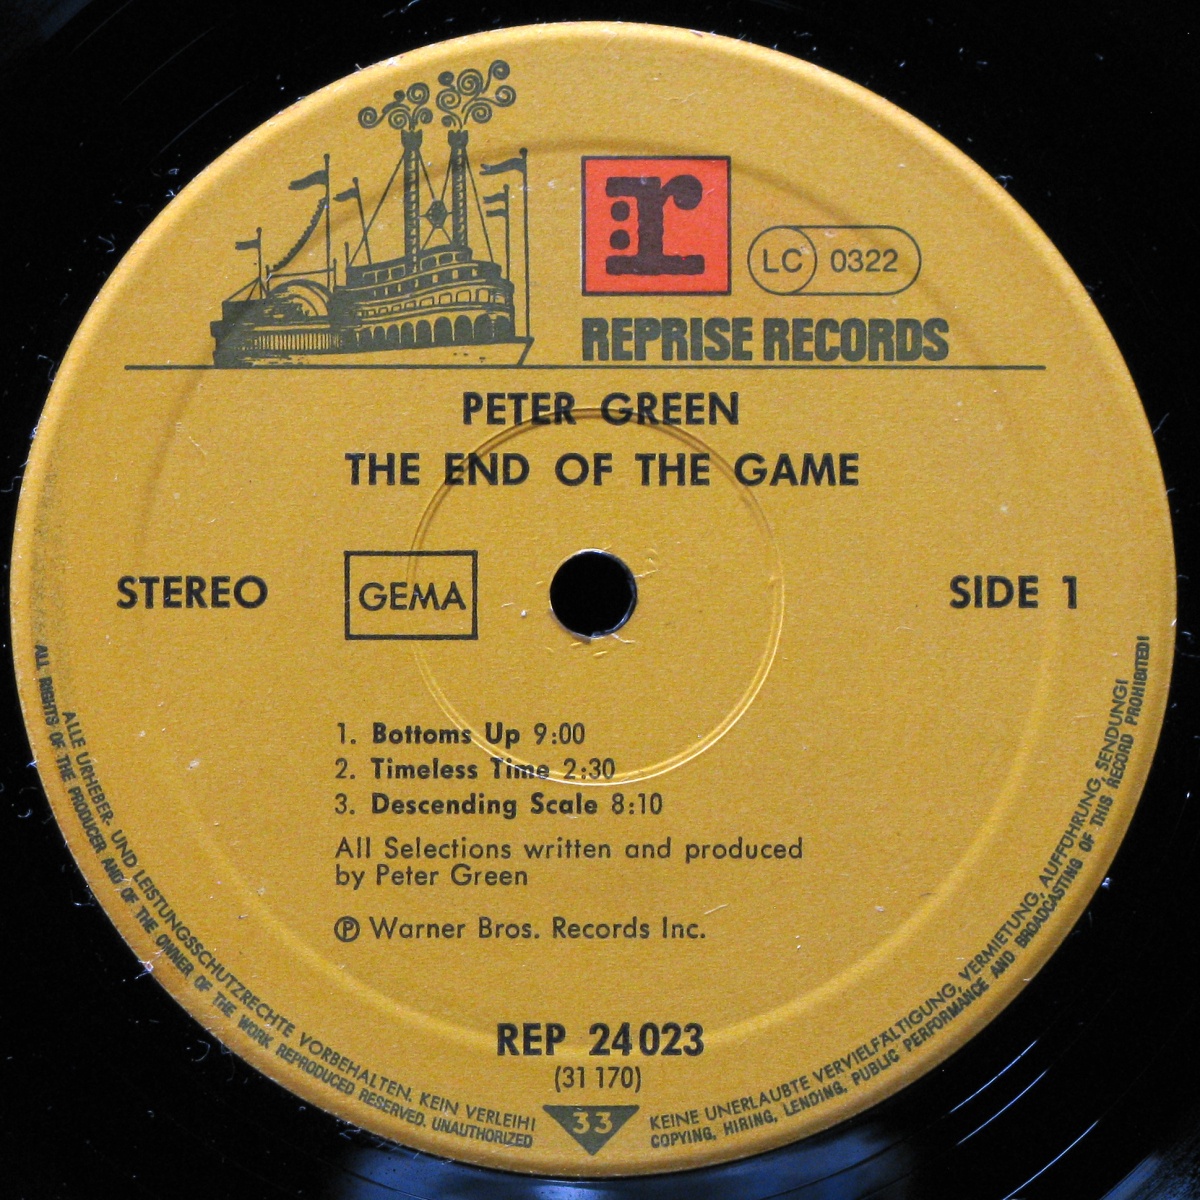 r
LC 0322
REPRISE RECORDS
PETER GREEN
THE END OF THE GAME
STEREO
GEMA
SIDE 1
1. Bottoms Up 9:00
2. Timeless Time 2:30
3. Descending Scale 8:10
All Selections written and produced
by Peter Green
℗ Warner Bros. Records Inc.
REP 24 023
(31 170)
33
ALLE URHEBER- UND LEISTUNGSSCHUTZRECHTE VORBEHALTEN. KEIN VERLEIH! KEINE UNERLAUBTE VERVIELFÄLTIGUNG, VERMIETUNG, AUFFÜHRUNG, SENDUNG!
ALL RIGHTS OF THE PRODUCER AND OF THE OWNER OF THE WORK REPRODUCED RESERVED. UNAUTHORIZED COPYING, HIRING, LENDING, PUBLIC PERFORMANCE AND BROADCASTING OF THIS RECORD PROHIBITED!